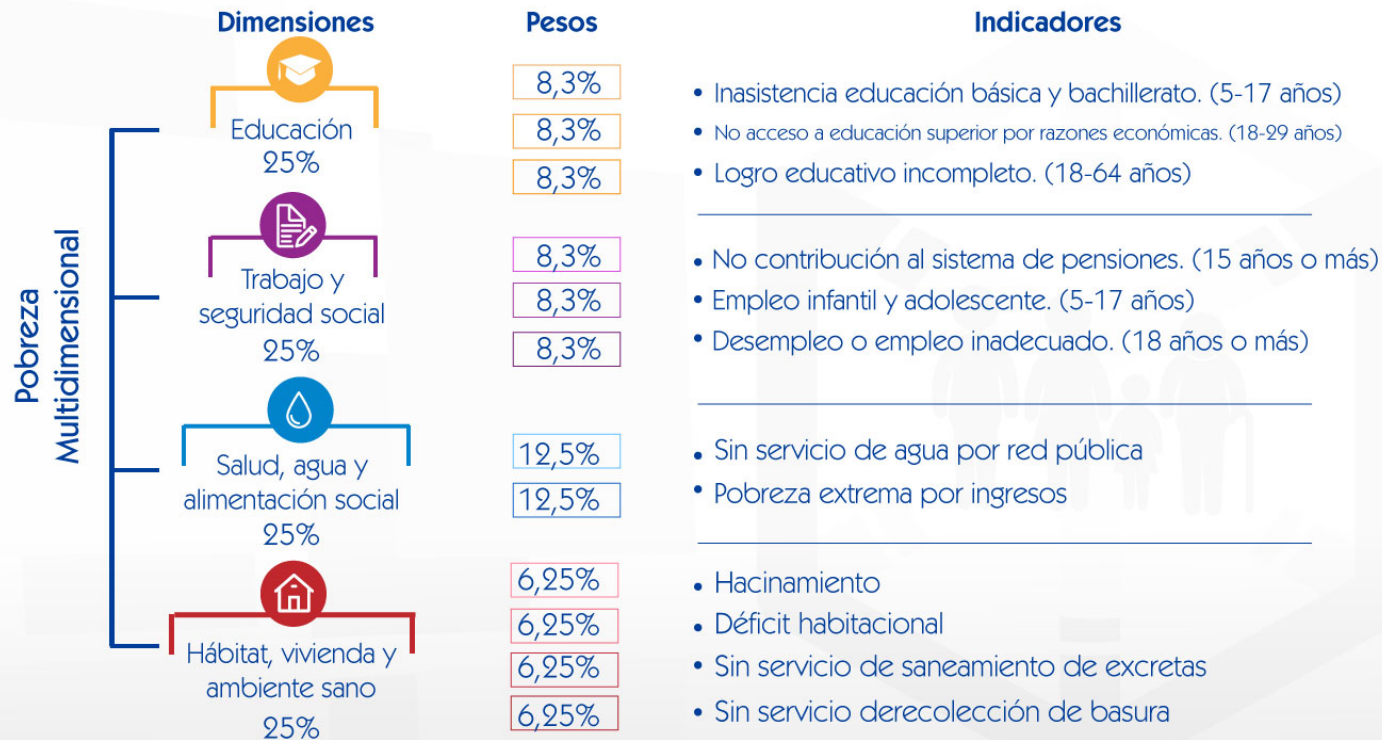 Dimensiones Pesos Indicadores
Pobreza
Multidimensional
Educación
25%
8,3% • Inasistencia educación básica y bachillerato. (5-17 años)
8,3% • No acceso a educación superior por razones económicas. (18-29 años)
8,3% • Logro educativo incompleto. (18-64 años)
Trabajo y
seguridad social
25%
8,3% • No contribución al sistema de pensiones. (15 años o más)
8,3% • Empleo infantil y adolescente. (5-17 años)
8,3% • Desempleo o empleo inadecuado. (18 años o más)
Salud, agua y
alimentación social
25%
12,5% • Sin servicio de agua por red pública
12,5% • Pobreza extrema por ingresos
Hábitat, vivienda y
ambiente sano
25%
6,25% • Hacinamiento
6,25% • Déficit habitacional
6,25% • Sin servicio de saneamiento de excretas
6,25% • Sin servicio derecolección de basura